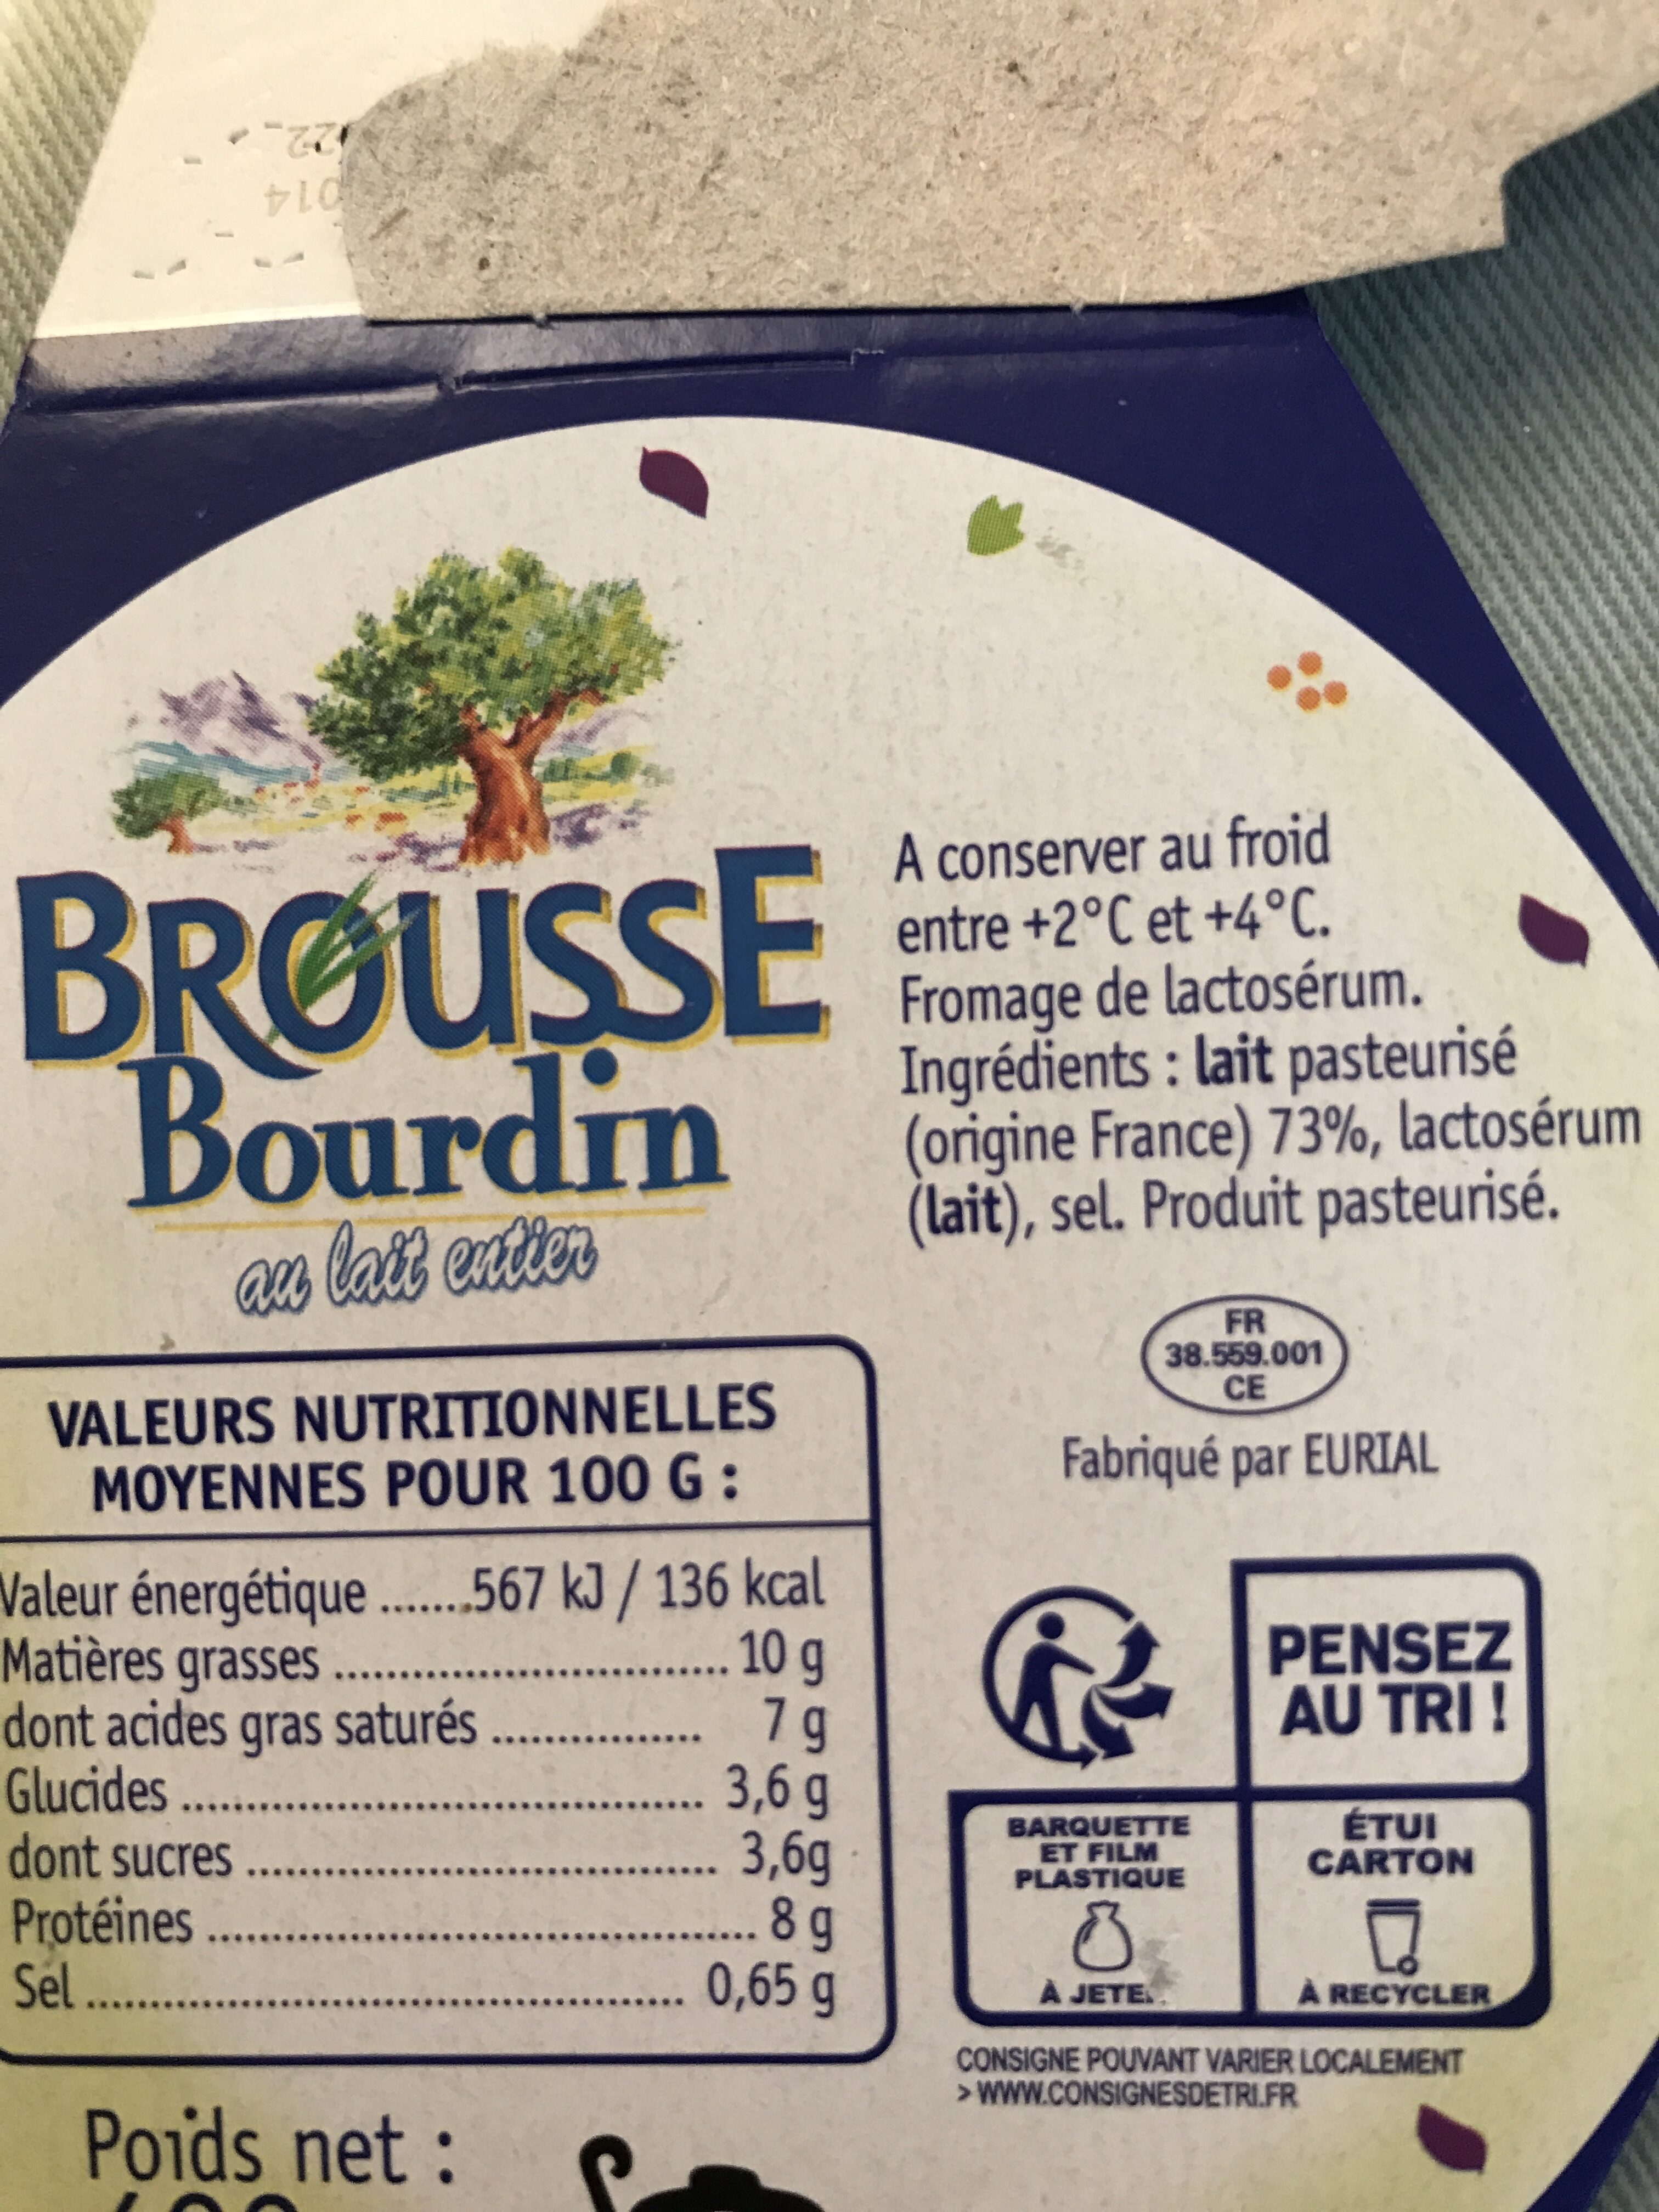 BROUSSE
Bourdin
au lait entier
A conserver au froid
entre +2°C et +4°C.
Fromage de lactosérum.
Ingrédients : lait pasteurisé
(origine France) 73%, lactosérum
(lait), sel. Produit pasteurisé.
FR
38.559.001
CE
Fabriqué par EURIAL
VALEURS NUTRITIONNELLES
MOYENNES POUR 100 G :
Valeur énergétique .......567 kJ / 136 kcal
Matières grasses .............................. 10 g
dont acides gras saturés ................ 7 g
Glucides ........................................ 3,6 g
dont sucres .................................... 3,6g
Protéines .......................................... 8 g
Sel .............................................. 0,65 g
PENSEZ
AU TRI !
BARQUETTE
ET FILM
PLASTIQUE
À JETE
ÉTUI
CARTON
À RECYCLER
CONSIGNE POUVANT VARIER LOCALEMENT
> WWW.CONSIGNESDETRI.FR
Poids net :